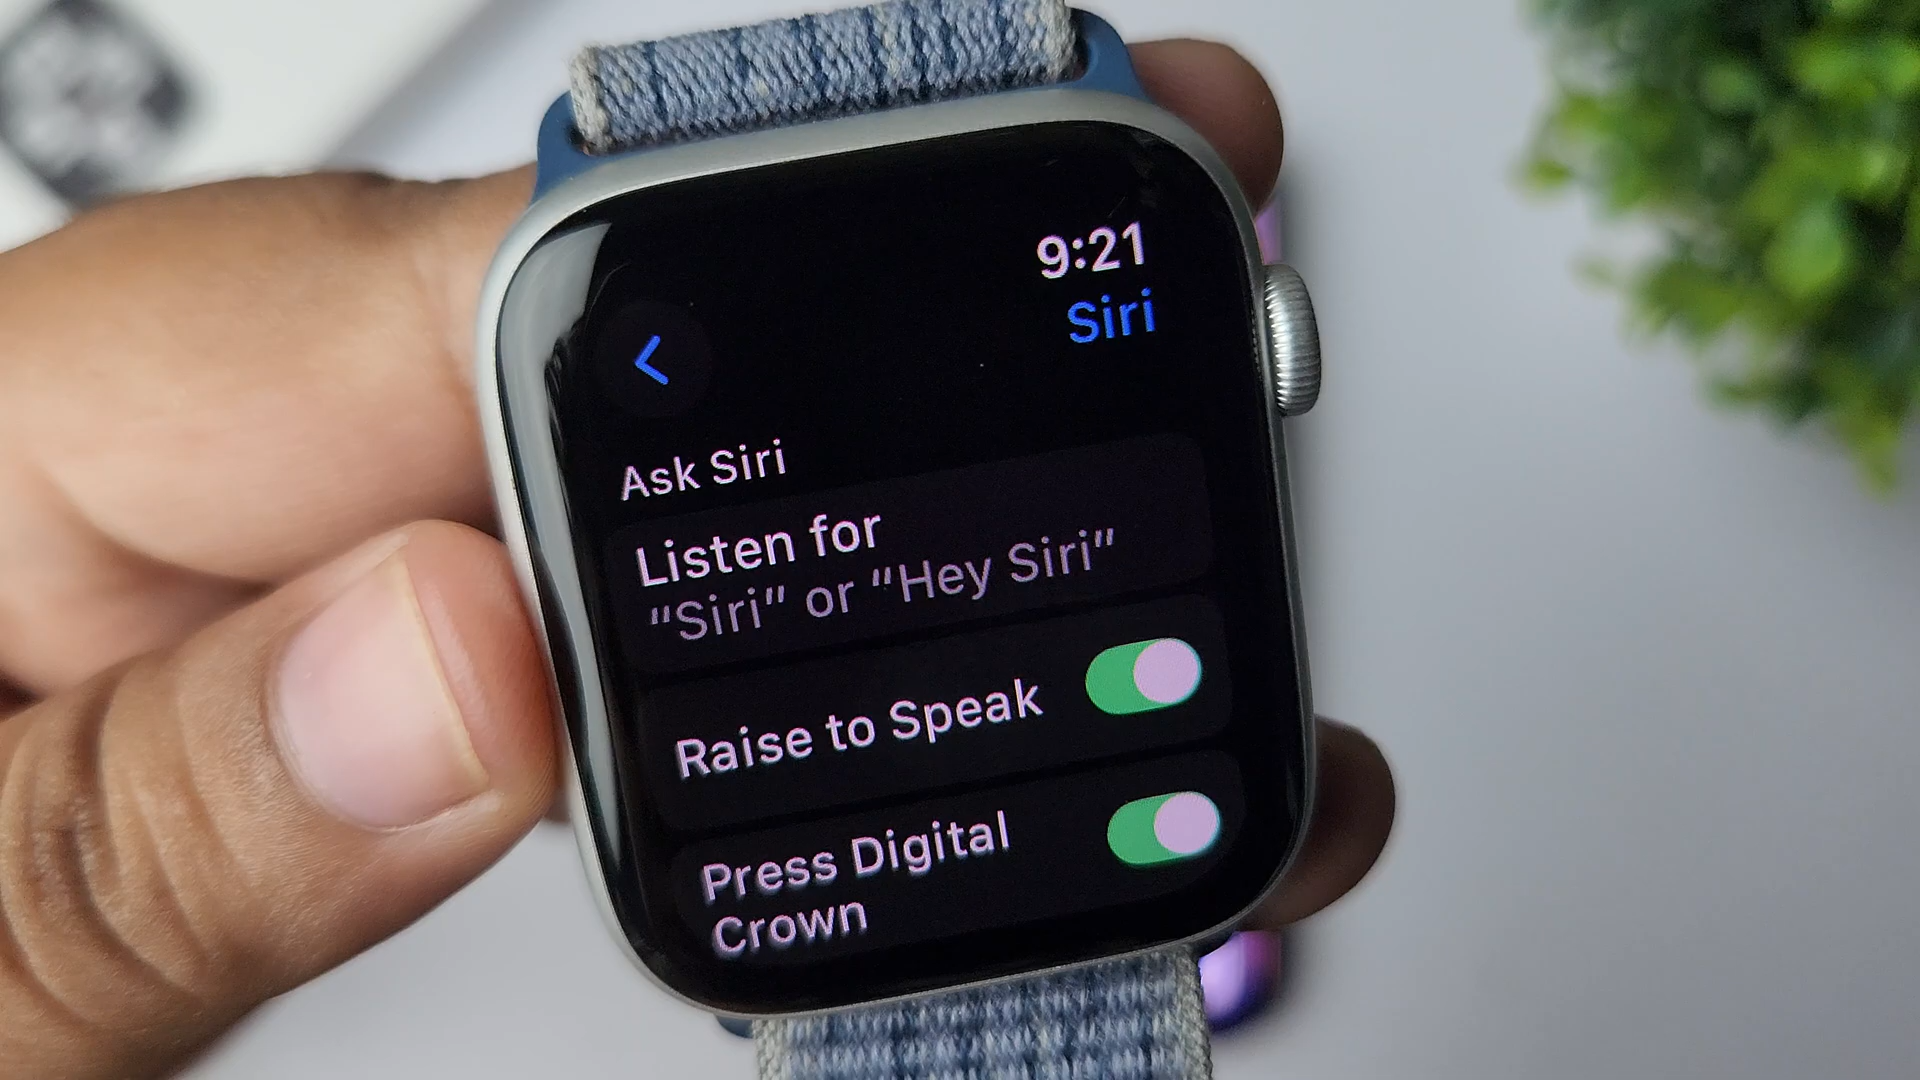 9:21
Siri
Ask Siri
Listen for
“Siri” or “Hey Siri”
Raise to Speak
Press Digital
Crown